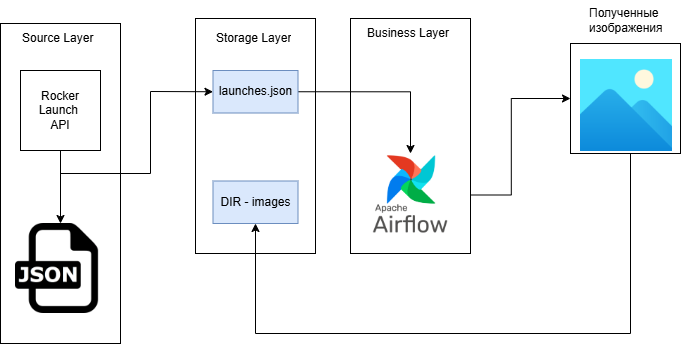 Source Layer
Rocker
Launch
API
JSON
Storage Layer
launches.json
DIR - images
Business Layer
Apache
Airflow
Полученные
изображения